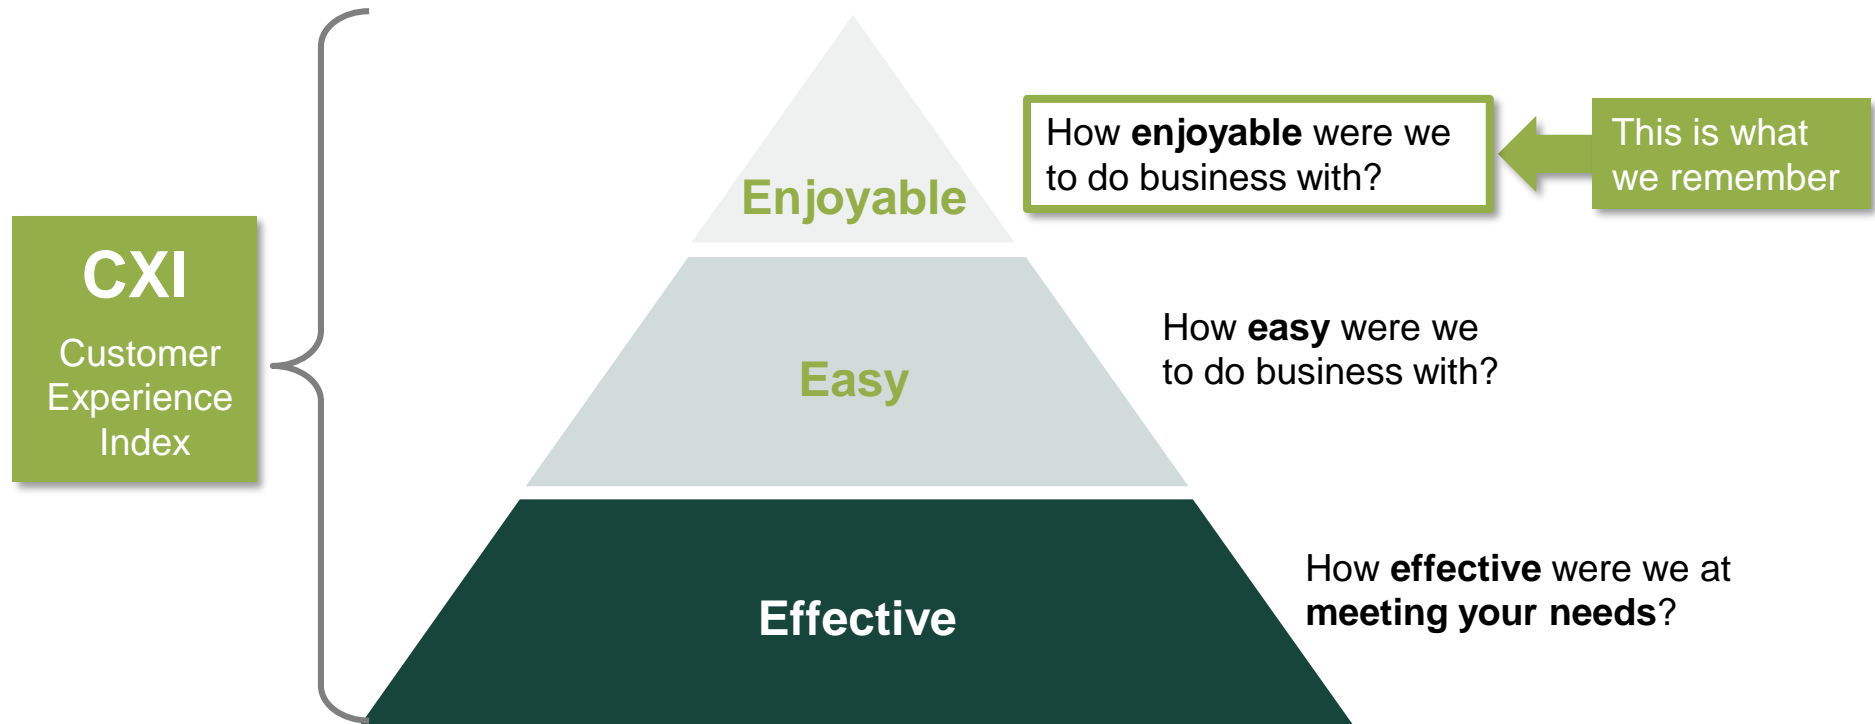 CXI
Customer
Experience
Index
Enjoyable
How enjoyable were we
to do business with?
This is what
we remember
Easy
How easy were we
to do business with?
Effective
How effective were we at
meeting your needs?